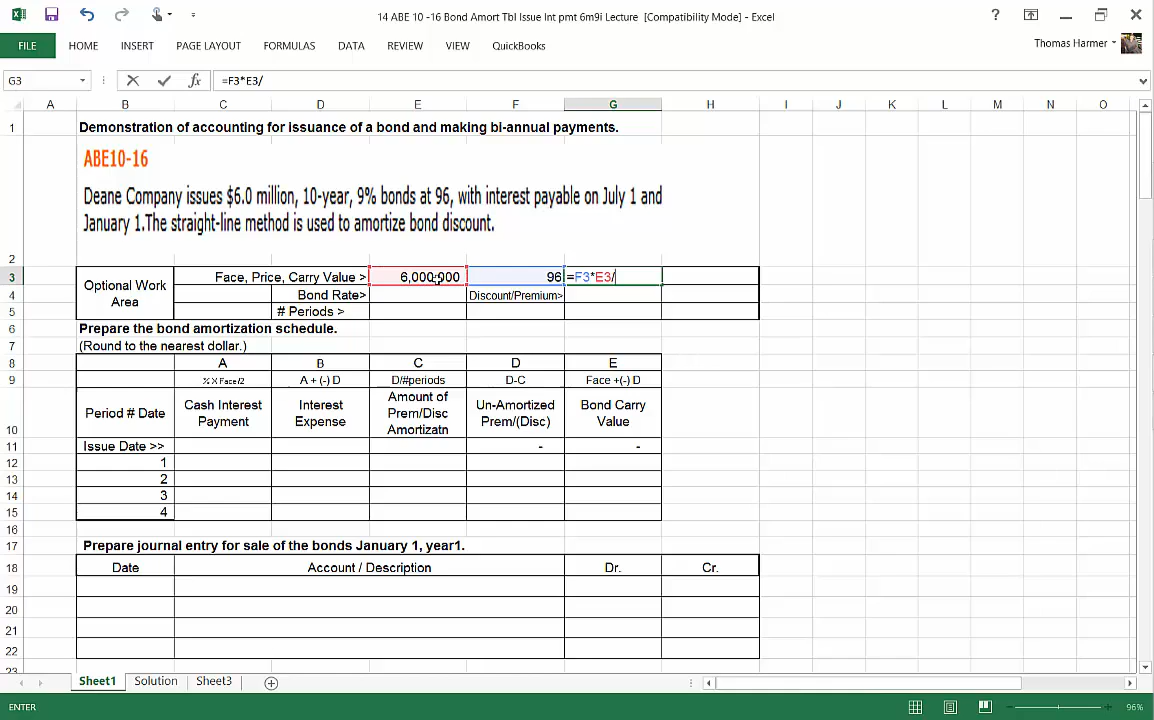 14 ABE 10 -16 Bond Amort Tbl Issue Int pmt 6m9i Lecture [Compatibility Mode] - Excel
?
FILE HOME INSERT PAGE LAYOUT FORMULAS DATA REVIEW VIEW QuickBooks Thomas Harmer
G3 fx =F3*E3/
A B C D E F G H I J K L M N O
1 Demonstration of accounting for issuance of a bond and making bi-annual payments.
ABE10-16
Deane Company issues $6.0 million, 10-year, 9% bonds at 96, with interest payable on July 1 and
January 1.The straight-line method is used to amortize bond discount.
2
3 Face, Price, Carry Value > 6,000,000 96 =F3*E3/
Optional Work
Area
4 Bond Rate> Discount/Premium>
5 # Periods >
6 Prepare the bond amortization schedule.
7 (Round to the nearest dollar.)
8 A B C D E
9 % X Face/2 A + (-) D D/#periods D-C Face +(-) D
10 Period # Date
Cash Interest
Payment
Interest
Expense
Amount of
Prem/Disc
Amortizatn
Un-Amortized
Prem/(Disc)
Bond Carry
Value
11 Issue Date >> - -
12 1
13 2
14 3
15 4
16
17 Prepare journal entry for sale of the bonds January 1, year1.
18 Date Account / Description Dr. Cr.
19
20
21
22
23
Sheet1 Solution Sheet3
ENTER 96%